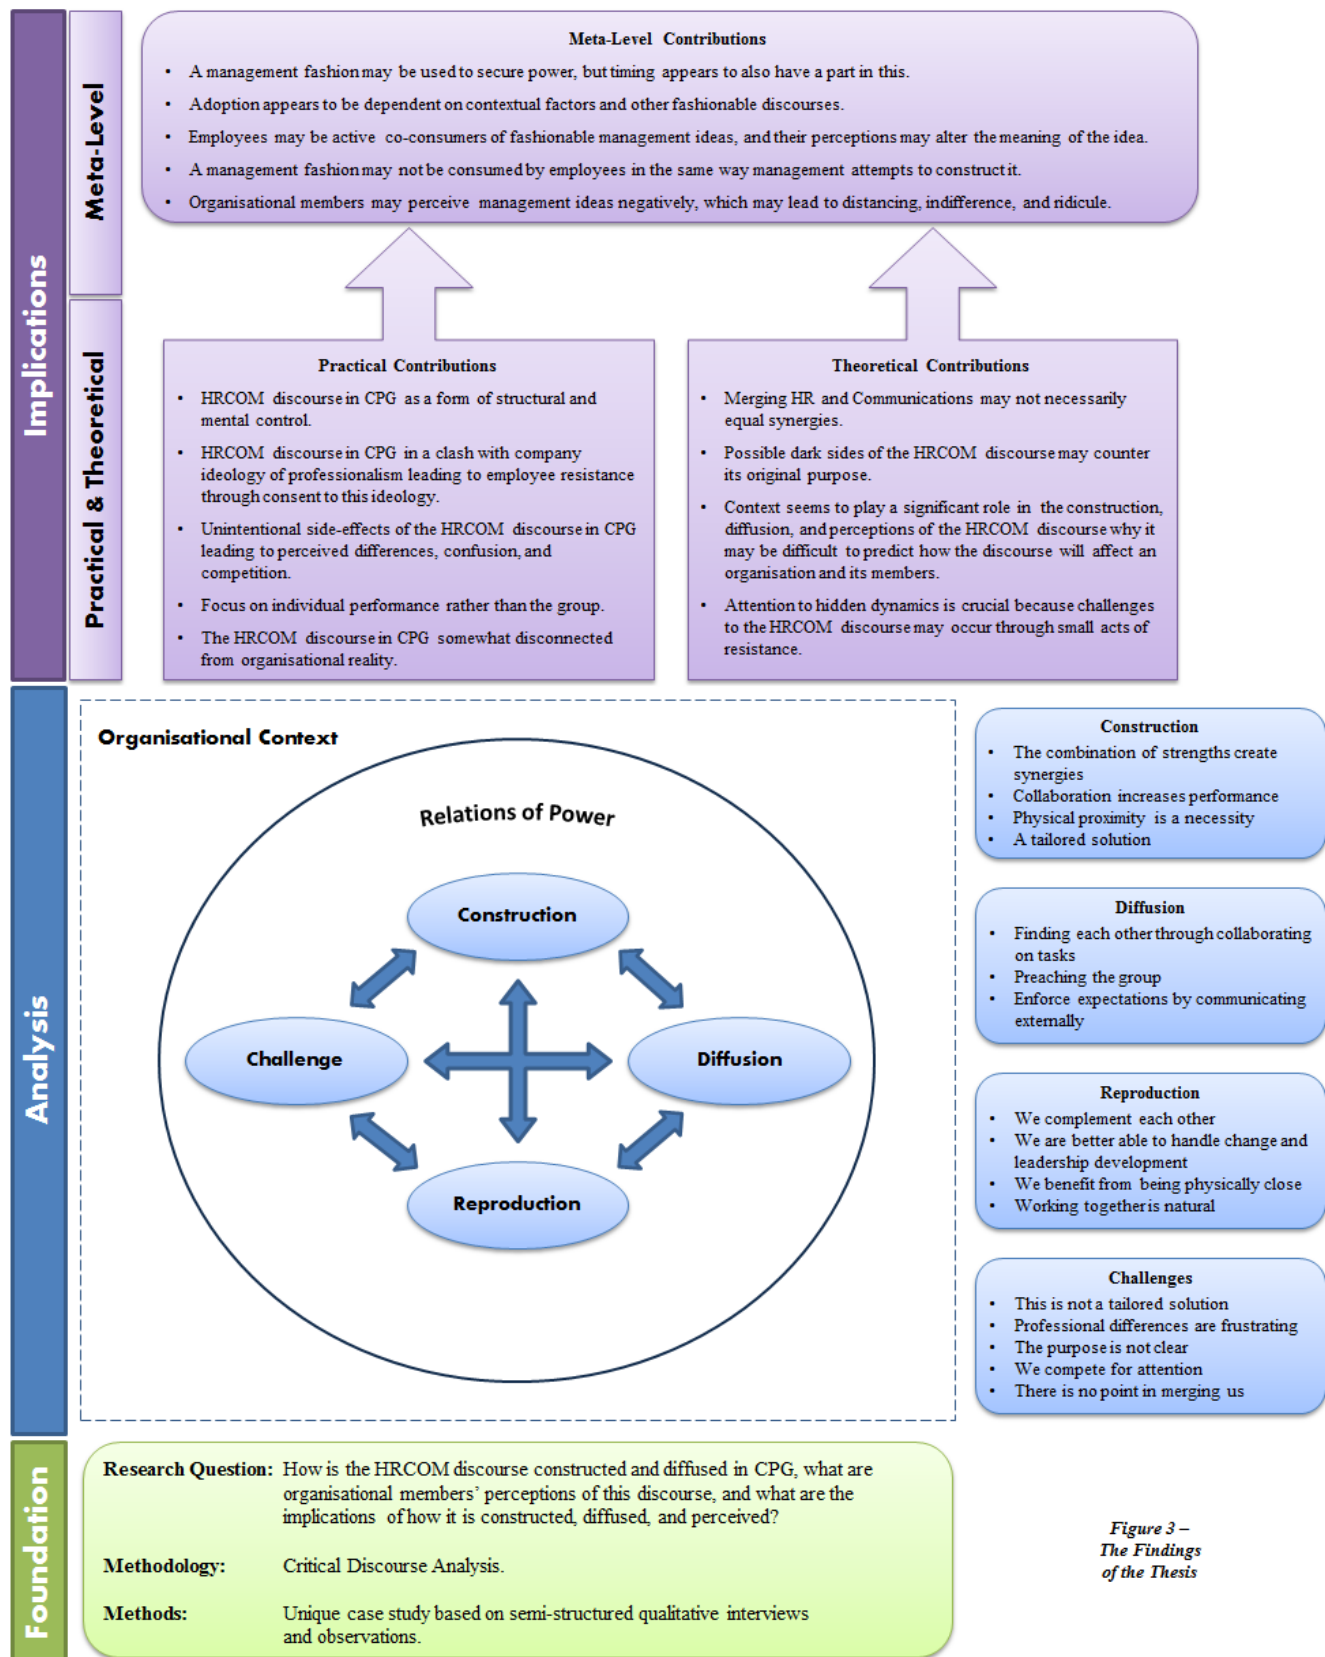 Implications
Meta-Level
Meta-Level Contributions
• A management fashion may be used to secure power, but timing appears to also have a part in this.
• Adoption appears to be dependent on contextual factors and other fashionable discourses.
• Employees may be active co-consumers of fashionable management ideas, and their perceptions may alter the meaning of the idea.
• A management fashion may not be consumed by employees in the same way management attempts to construct it.
• Organisational members may perceive management ideas negatively, which may lead to distancing, indifference, and ridicule.
Practical & Theoretical
Practical Contributions
• HRCOM discourse in CPG as a form of structural and
mental control.
• HRCOM discourse in CPG in a clash with company
ideology of professionalism leading to employee resistance
through consent to this ideology.
• Unintentional side-effects of the HRCOM discourse in CPG
leading to perceived differences, confusion, and
competition.
• Focus on individual performance rather than the group.
• The HRCOM discourse in CPG somewhat disconnected
from organisational reality.
Theoretical Contributions
• Merging HR and Communications may not necessarily
equal synergies.
• Possible dark sides of the HRCOM discourse may counter
its original purpose.
• Context seems to play a significant role in the construction,
diffusion, and perceptions of the HRCOM discourse why it
may be difficult to predict how the discourse will affect an
organisation and its members.
• Attention to hidden dynamics is crucial because challenges
to the HRCOM discourse may occur through small acts of
resistance.
Analysis
Organisational Context
Relations of Power
Construction
Challenge
Diffusion
Reproduction
Construction
• The combination of strengths create
synergies
• Collaboration increases performance
• Physical proximity is a necessity
• A tailored solution
Diffusion
• Finding each other through collaborating
on tasks
• Preaching the group
• Enforce expectations by communicating
externally
Reproduction
• We complement each other
• We are better able to handle change and
leadership development
• We benefit from being physically close
• Working together is natural
Challenges
• This is not a tailored solution
• Professional differences are frustrating
• The purpose is not clear
• We compete for attention
• There is no point in merging us
Foundation
Research Question: How is the HRCOM discourse constructed and diffused in CPG, what are
organisational members’ perceptions of this discourse, and what are the
implications of how it is constructed, diffused, and perceived?
Methodology: Critical Discourse Analysis.
Methods: Unique case study based on semi-structured qualitative interviews
and observations.
Figure 3 –
The Findings
of the Thesis